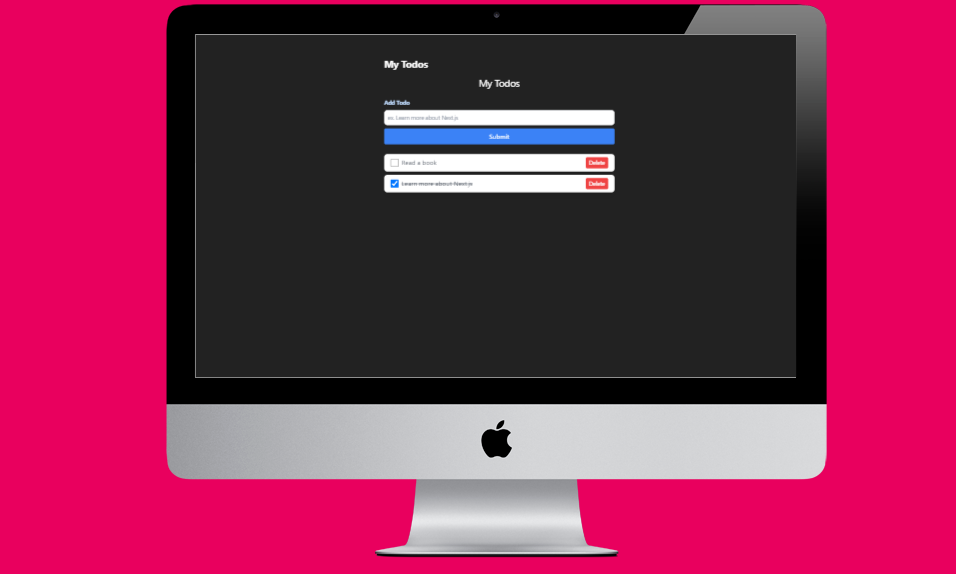 My Todos
My Todos
Add Todo
ex. Learn more about Next.js
Submit
Read a book
Delete
Learn more about Next js
Delete